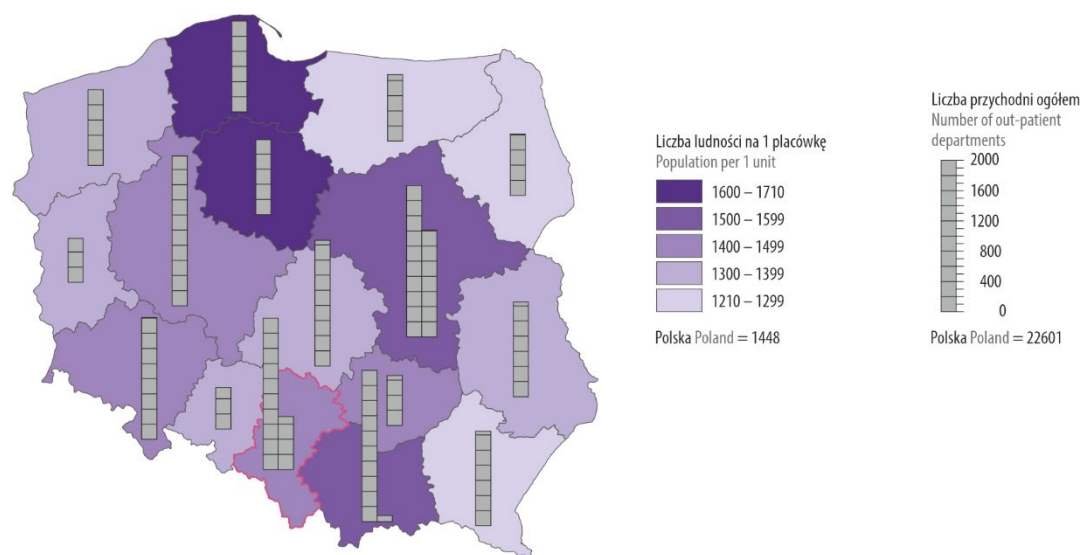 Liczba ludności na 1 placówkę
Population per 1 unit
1600 – 1710
1500 – 1599
1400 – 1499
1300 – 1399
1210 – 1299
Polska Poland = 1448
Liczba przychodni ogółem
Number of out-patient
departments
2000
1600
1200
800
400
0
Polska Poland = 22601